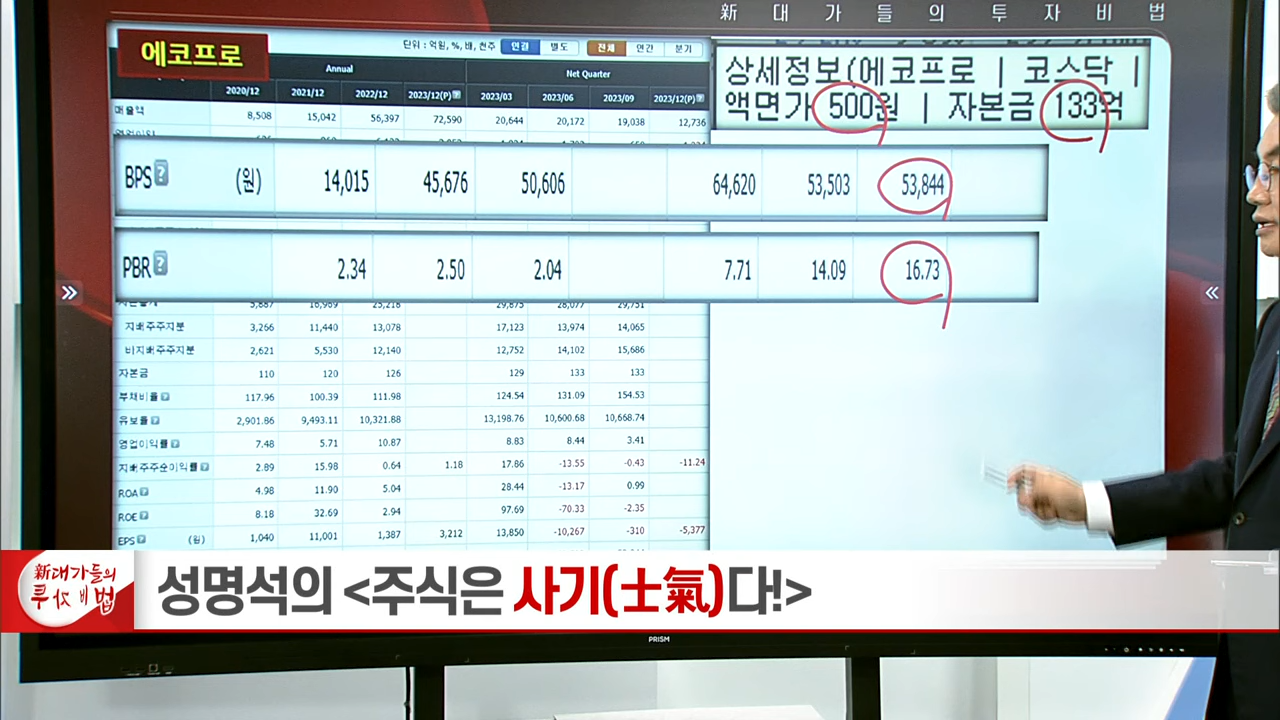 新 대 가 들 의 투 자 비 법
에코프로
단위 : 억원, %, 배, 천주 연결 별도 전체 연간 분기
Annual Net Quarter
2020/12 2021/12 2022/12 2023/12(P) 2023/03 2023/06 2023/09 2023/12(P)
매출액 8,508 15,042 56,397 72,590 20,644 20,172 19,038 12,736
상세정보(에코프로 | 코스닥 |
액면가 500원 | 자본금 133억
BPS (원) 14,015 45,676 50,606 64,620 53,503 53,844
PBR 2.34 2.50 2.04 7.71 14.09 16.73
5,887 16,969 25,218 29,875 28,077 29,751
지배주주지분 3,266 11,440 13,078 17,123 13,974 14,065
비지배주주지분 2,621 5,530 12,140 12,752 14,102 15,686
자본금 110 120 126 129 133 133
부채비율 117.96 100.39 111.98 124.54 131.09 154.53
유보률 2,901.86 9,493.11 10,321.88 13,198.76 10,600.68 10,668.74
영업이익률 7.48 5.71 10.87 8.83 8.44 3.41
지배주주순이익률 2.89 15.98 0.64 1.18 17.86 -13.55 -0.43 -11.24
ROA 4.98 11.90 5.04 28.44 -13.17 0.99
ROE 8.18 32.69 2.94 97.69 -70.33 -2.35
EPS (원) 1,040 11,001 1,387 3,212 13,850 -10,267 -310 -5,377
新대가들의
투仪비법
성명석의 <주식은 사기(士氣)다!>
PRISM